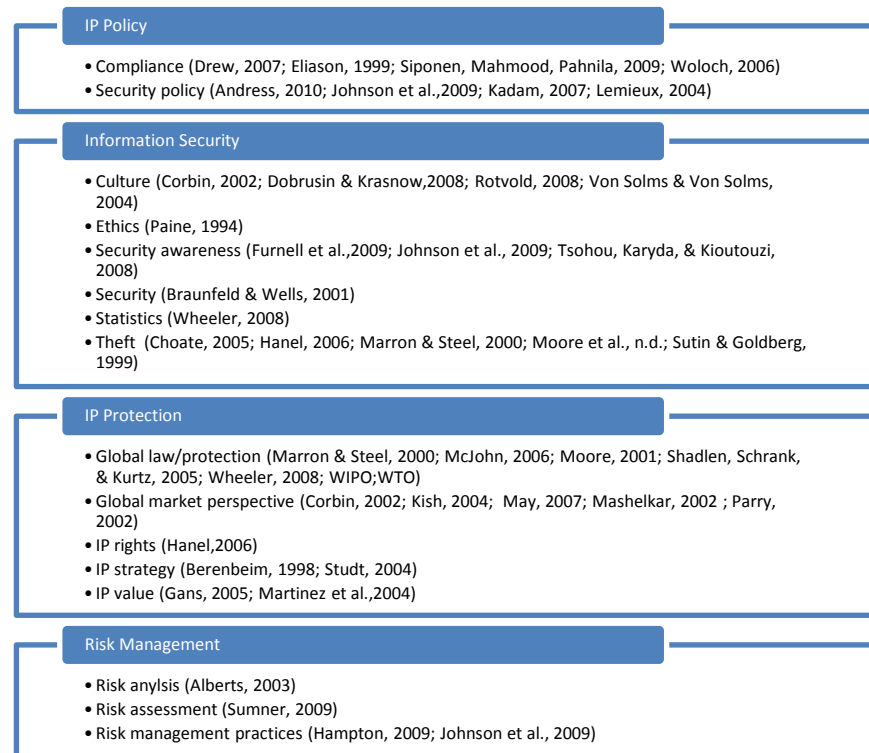 IP Policy
• Compliance (Drew, 2007; Eliason, 1999; Siponen, Mahmood, Pahnila, 2009; Woloch, 2006)
• Security policy (Andress, 2010; Johnson et al.,2009; Kadam, 2007; Lemieux, 2004)
Information Security
• Culture (Corbin, 2002; Dobrusin & Krasnow,2008; Rotvold, 2008; Von Solms & Von Solms,
2004)
• Ethics (Paine, 1994)
• Security awareness (Furnell et al.,2009; Johnson et al., 2009; Tsohou, Karyda, & Kioutouzi,
2008)
• Security (Braunfeld & Wells, 2001)
• Statistics (Wheeler, 2008)
• Theft (Choate, 2005; Hanel, 2006; Marron & Steel, 2000; Moore et al., n.d.; Sutin & Goldberg,
1999)
IP Protection
• Global law/protection (Marron & Steel, 2000; McJohn, 2006; Moore, 2001; Shadlen, Schrank,
& Kurtz, 2005; Wheeler, 2008; WIPO;WTO)
• Global market perspective (Corbin, 2002; Kish, 2004; May, 2007; Mashelkar, 2002 ; Parry,
2002)
• IP rights (Hanel,2006)
• IP strategy (Berenbeim, 1998; Studt, 2004)
• IP value (Gans, 2005; Martinez et al.,2004)
Risk Management
• Risk anylsis (Alberts, 2003)
• Risk assessment (Sumner, 2009)
• Risk management practices (Hampton, 2009; Johnson et al., 2009)